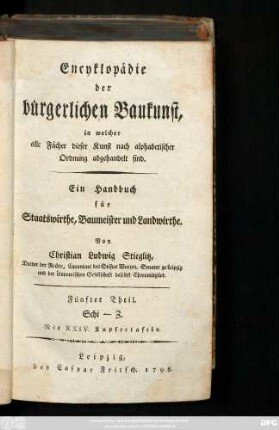 Encyklopädie
der
bürgerlichen Baukunst,
in welcher
alle Fächer dieser Kunst nach alphabetischer
Ordnung abgehandelt sind.
Ein Handbuch
für
Staatswirthe, Baumeister und Landwirthe.
Von
Christian Ludwig Stieglitz,
Doctor der Rechte, Canonicus des Stiftes Wurzen, Senator zu Leipzig
und der ökonomischen Gesellschaft daselbst Ehrenmitglied.
Fünfter Theil.
Schi — Z.
Mit XXIV. Kupfertafeln.
Leipzig,
bey Caspar Fritsch. 1798.
DFG